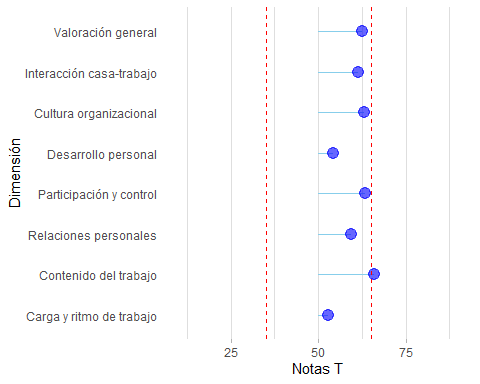 Valoración general
Interacción casa-trabajo
Cultura organizacional
Desarrollo personal
Participación y control
Relaciones personales
Contenido del trabajo
Carga y ritmo de trabajo
Dimensión
25 50 75
Notas T